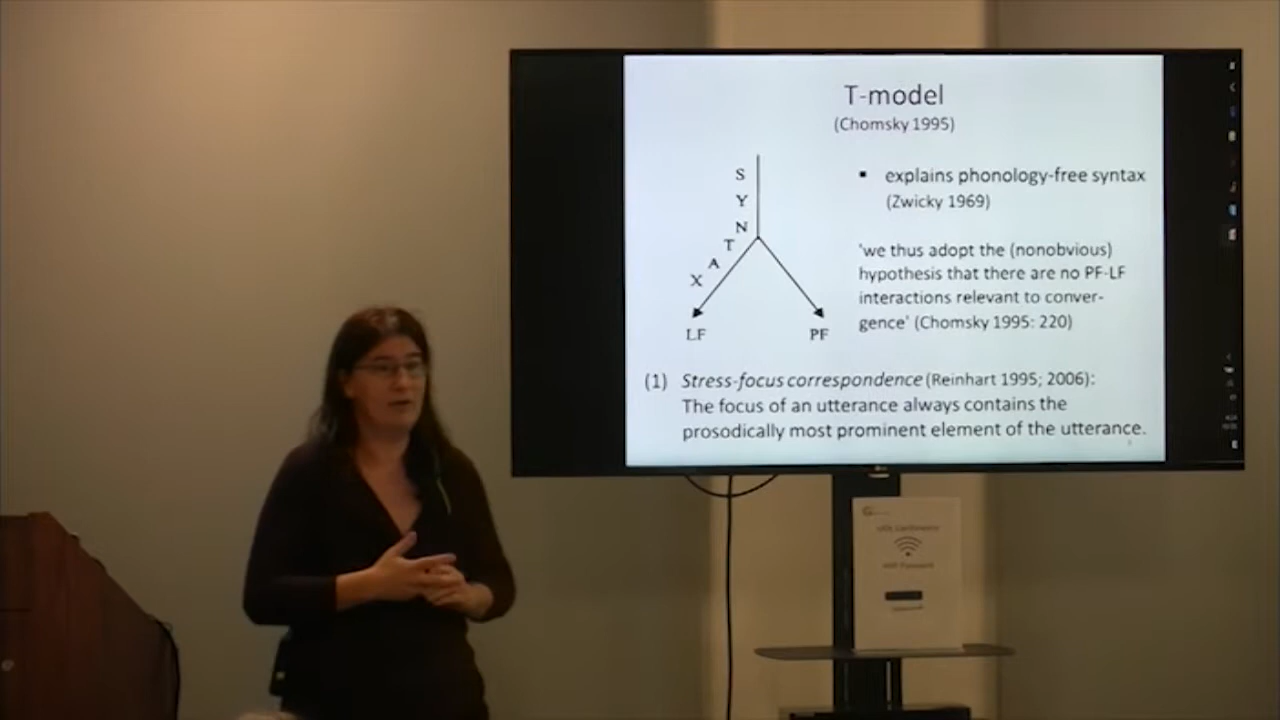 T-model
(Chomsky 1995)
S
Y
N
T
A
X
LF
PF
▪ explains phonology-free syntax
(Zwicky 1969)
'we thus adopt the (nonobvious)
hypothesis that there are no PF-LF
interactions relevant to conver-
gence' (Chomsky 1995: 220)
(1) Stress-focus correspondence (Reinhart 1995; 2006):
The focus of an utterance always contains the
prosodically most prominent element of the utterance.